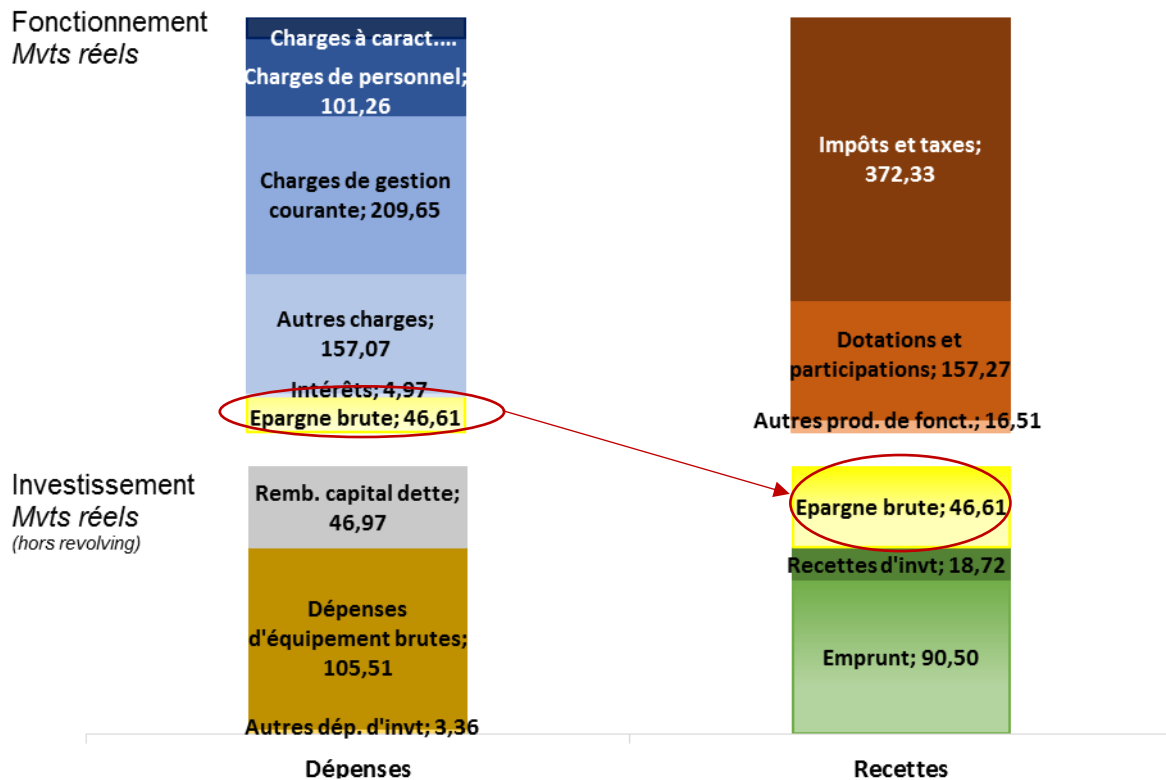 Fonctionnement
Mvts réels
Charges à caract....
Charges de personnel;
101,26
Charges de gestion
courante; 209,65
Autres charges;
157,07
Intérêts; 4,97
Epargne brute; 46,61
Impôts et taxes;
372,33
Dotations et
participations; 157,27
Autres prod. de fonct.; 16,51
Investissement
Mvts réels
(hors revolving)
Remb. capital dette;
46,97
Dépenses
d'équipement brutes;
105,51
Autres dép. d'invt; 3,36
Epargne brute; 46,61
Recettes d'invt; 18,72
Emprunt; 90,50
Dépenses
Recettes